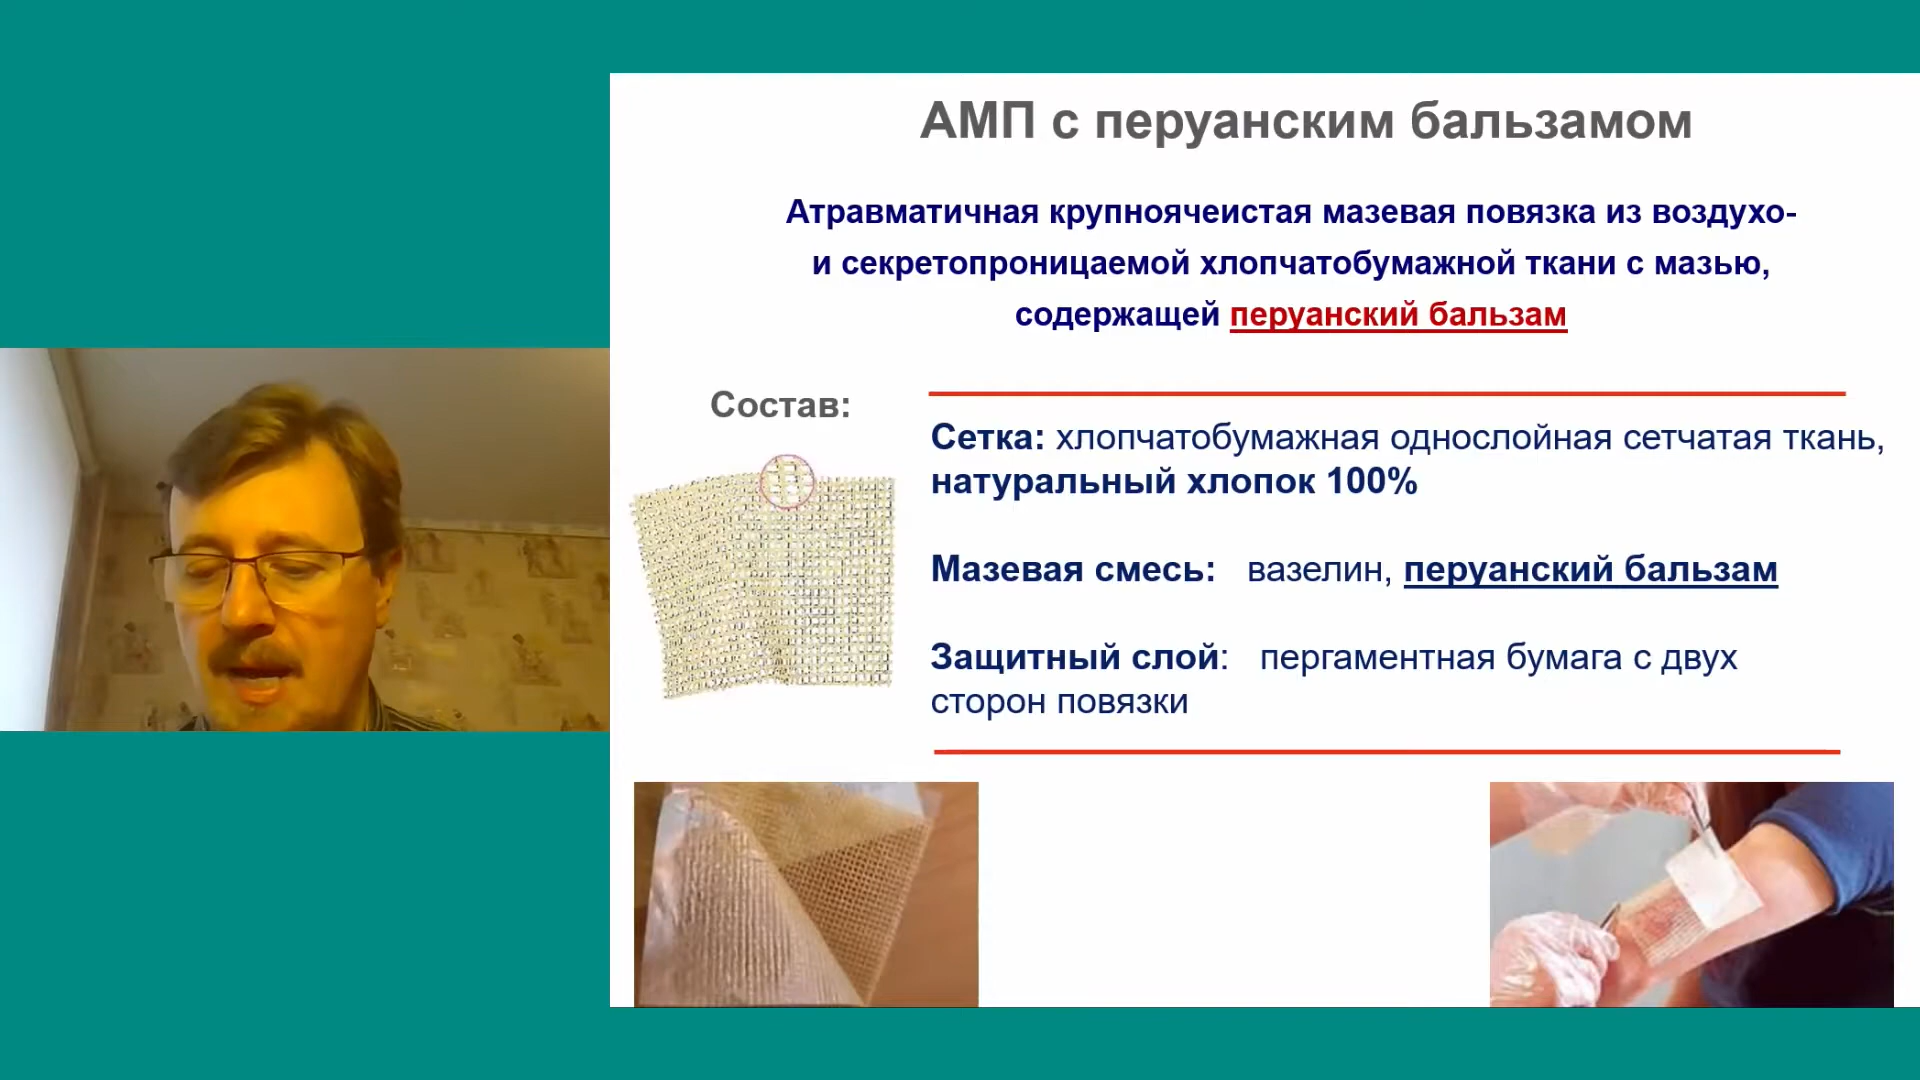 АМП с перуанским бальзамом
Атравматичная крупноячеистая мазевая повязка из воздухо-
и секретопроницаемой хлопчатобумажной ткани с мазью,
содержащей перуанский бальзам
Состав:
Сетка: хлопчатобумажная однослойная сетчатая ткань,
натуральный хлопок 100%
Мазевая смесь: вазелин, перуанский бальзам
Защитный слой: пергаментная бумага с двух
сторон повязки